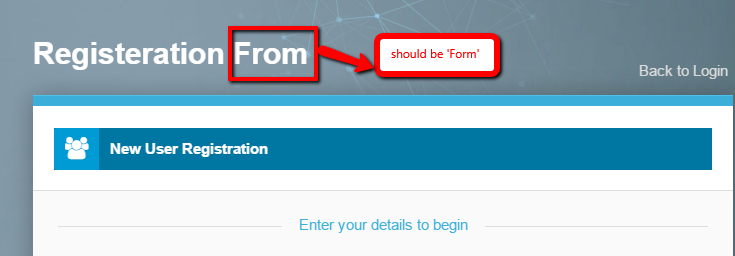 Registeration From
should be 'Form'
Back to Login
New User Registration
Enter your details to begin